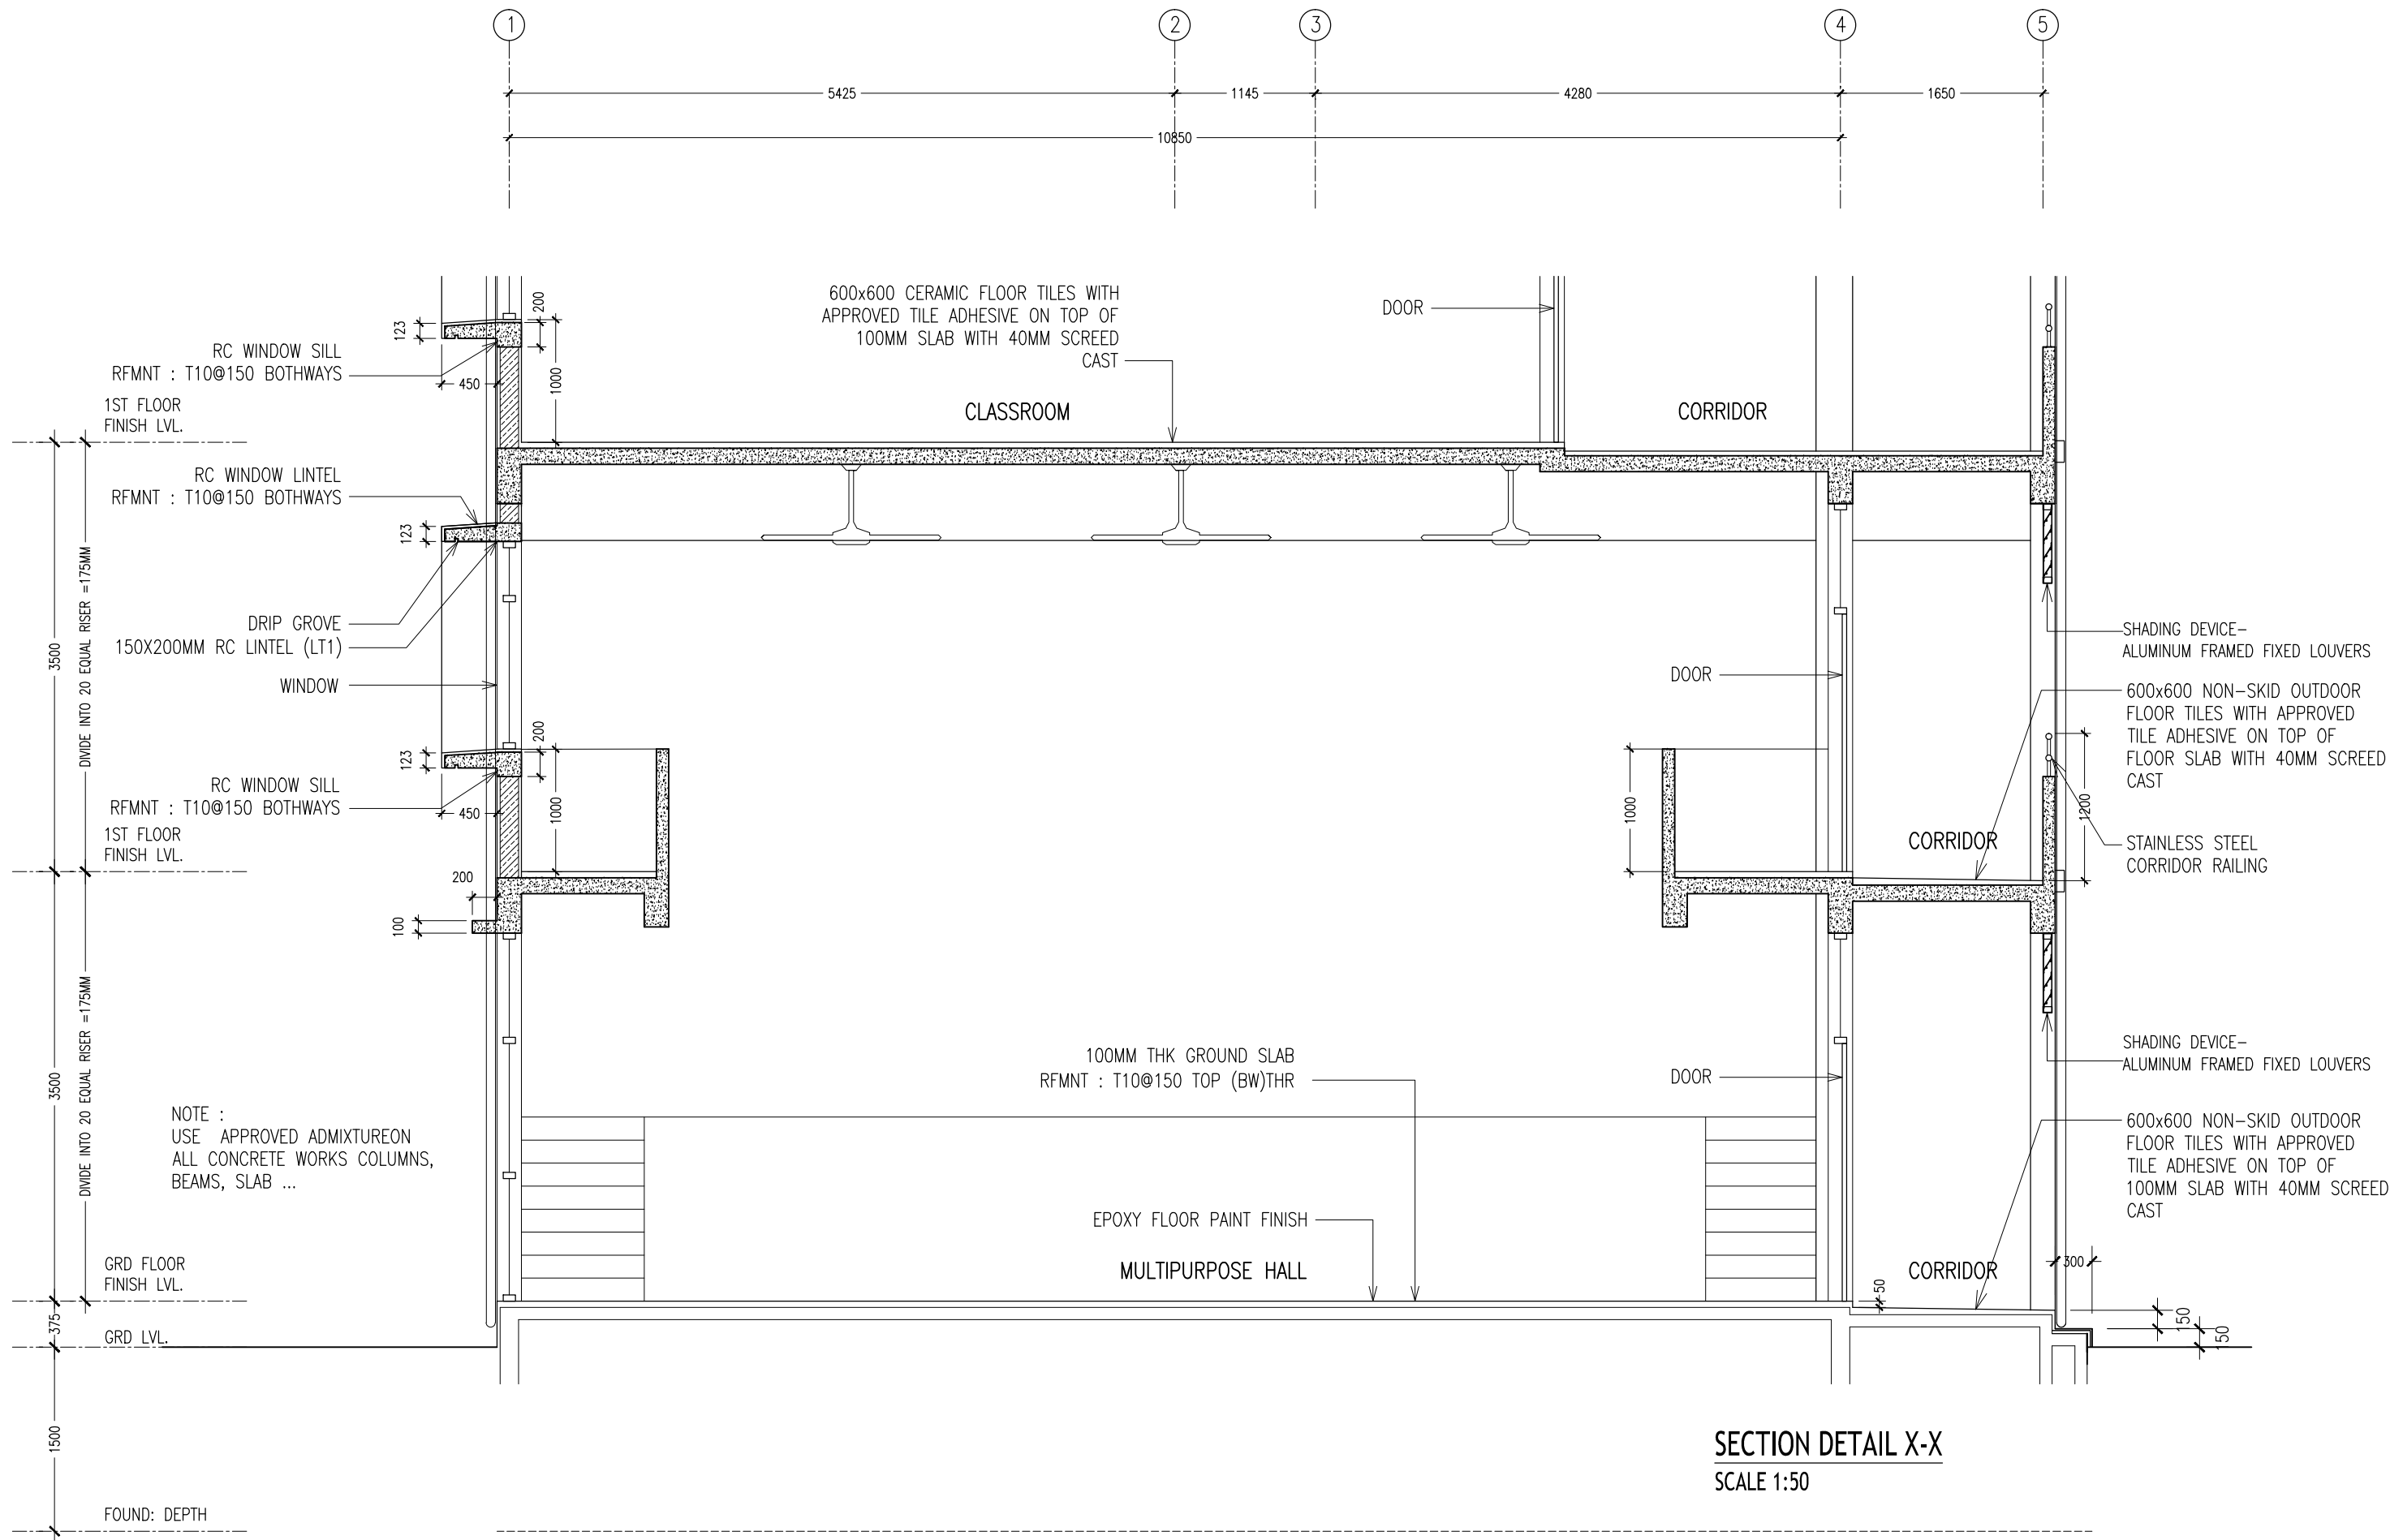 1
2
3
4
5
5425
1145
4280
1650
10850
600x600 CERAMIC FLOOR TILES WITH
APPROVED TILE ADHESIVE ON TOP OF
100MM SLAB WITH 40MM SCREED
CAST
DOOR
200
123
RC WINDOW SILL
RFMNT : T10@150 BOTHWAYS
450
1000
1ST FLOOR
FINISH LVL.
CLASSROOM
CORRIDOR
RC WINDOW LINTEL
RFMNT : T10@150 BOTHWAYS
123
DRIP GROVE
150X200MM RC LINTEL (LT1)
WINDOW
3500
DIVIDE INTO 20 EQUAL RISER =175MM
SHADING DEVICE-
ALUMINUM FRAMED FIXED LOUVERS
DOOR
600x600 NON-SKID OUTDOOR
FLOOR TILES WITH APPROVED
TILE ADHESIVE ON TOP OF
FLOOR SLAB WITH 40MM SCREED
CAST
200
123
RC WINDOW SILL
RFMNT : T10@150 BOTHWAYS
450
1000
1000
1200
1ST FLOOR
FINISH LVL.
CORRIDOR
STAINLESS STEEL
CORRIDOR RAILING
200
100
3500
DIVIDE INTO 20 EQUAL RISER =175MM
SHADING DEVICE-
ALUMINUM FRAMED FIXED LOUVERS
100MM THK GROUND SLAB
RFMNT : T10@150 TOP (BW)THR
DOOR
NOTE :
USE APPROVED ADMIXTUREON
ALL CONCRETE WORKS COLUMNS,
BEAMS, SLAB ...
600x600 NON-SKID OUTDOOR
FLOOR TILES WITH APPROVED
TILE ADHESIVE ON TOP OF
100MM SLAB WITH 40MM SCREED
CAST
EPOXY FLOOR PAINT FINISH
GRD FLOOR
FINISH LVL.
MULTIPURPOSE HALL
CORRIDOR
300
50
375
150
150
GRD LVL.
1500
SECTION DETAIL X-X
SCALE 1:50
FOUND: DEPTH